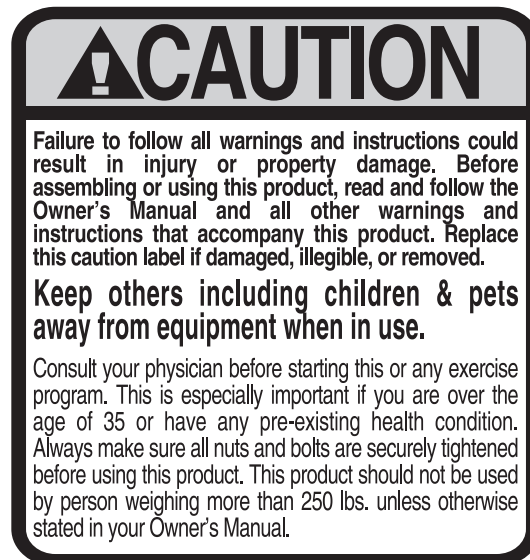 CAUTION
Failure to follow all warnings and instructions could
result in injury or property damage. Before
assembling or using this product, read and follow the
Owner's Manual and all other warnings and
instructions that accompany this product. Replace
this caution label if damaged, illegible, or removed.
Keep others including children & pets
away from equipment when in use.
Consult your physician before starting this or any exercise
program. This is especially important if you are over the
age of 35 or have any pre-existing health condition.
Always make sure all nuts and bolts are securely tightened
before using this product. This product should not be used
by person weighing more than 250 lbs. unless otherwise
stated in your Owner's Manual.